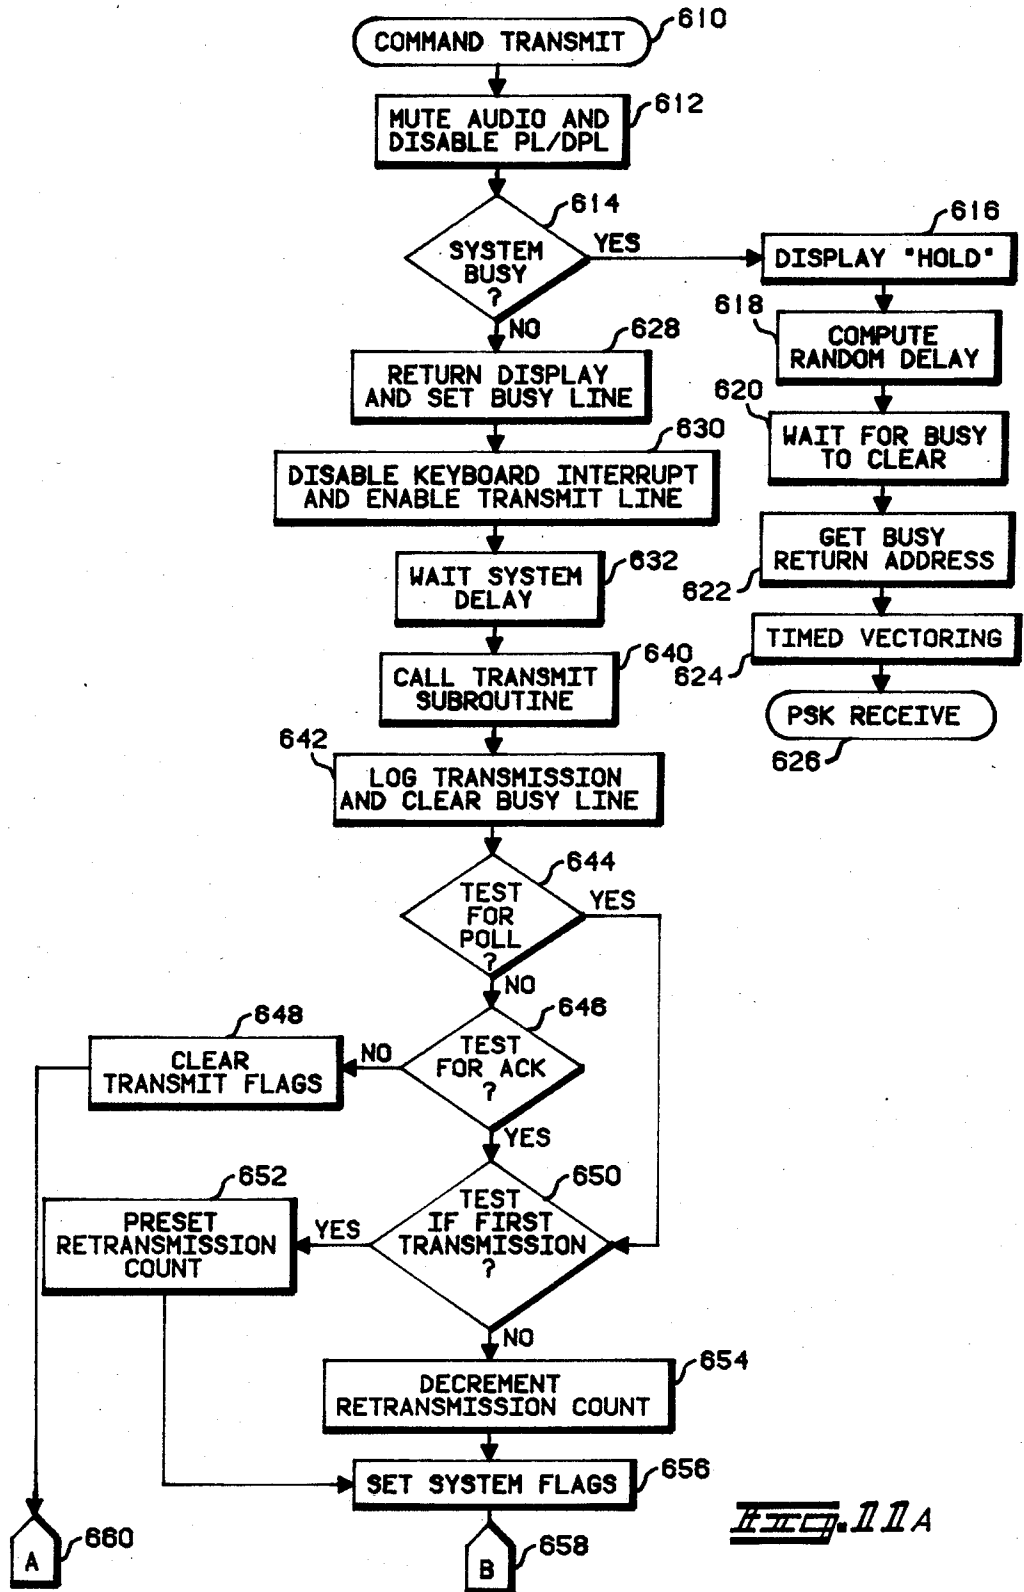 610
COMMAND TRANSMIT
612
MUTE AUDIO AND
DISABLE PL/DPL
614
SYSTEM
BUSY
?
YES
NO
616
DISPLAY "HOLD"
618
COMPUTE
RANDOM DELAY
620
WAIT FOR BUSY
TO CLEAR
GET BUSY
RETURN ADDRESS
622
TIMED VECTORING
624
PSK RECEIVE
626
628
RETURN DISPLAY
AND SET BUSY LINE
630
DISABLE KEYBOARD INTERRUPT
AND ENABLE TRANSMIT LINE
632
WAIT SYSTEM
DELAY
640
CALL TRANSMIT
SUBROUTINE
642
LOG TRANSMISSION
AND CLEAR BUSY LINE
644
TEST
FOR
POLL
?
YES
NO
646
TEST
FOR ACK
?
NO
YES
648
CLEAR
TRANSMIT FLAGS
650
TEST
IF FIRST
TRANSMISSION
?
YES
NO
652
PRESET
RETRANSMISSION
COUNT
654
DECREMENT
RETRANSMISSION COUNT
656
SET SYSTEM FLAGS
A
660
B
658
Fig. 11A